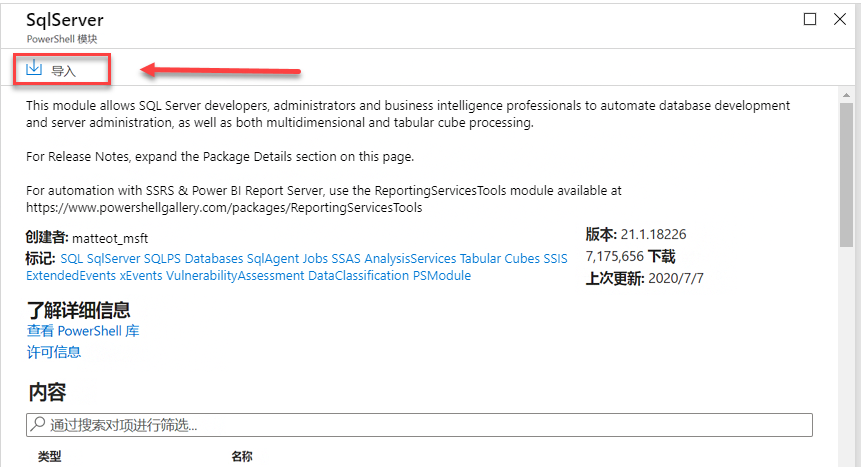 SqlServer
PowerShell 模块
导入
This module allows SQL Server developers, administrators and business intelligence professionals to automate database development
and server administration, as well as both multidimensional and tabular cube processing.
For Release Notes, expand the Package Details section on this page.
For automation with SSRS & Power BI Report Server, use the ReportingServicesTools module available at
https://www.powershellgallery.com/packages/ReportingServicesTools
创建者: matteot_msft
标记: SQL SqlServer SQLPS Databases SqlAgent Jobs SSAS AnalysisServices Tabular Cubes SSIS
ExtendedEvents xEvents VulnerabilityAssessment DataClassification PSModule
版本: 21.1.18226
7,175,656 下载
上次更新: 2020/7/7
了解详细信息
查看 PowerShell 库
许可信息
内容
通过搜索对项进行筛选...
类型 名称